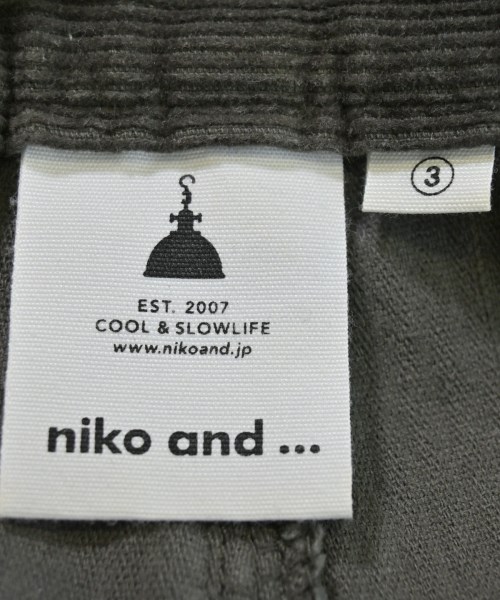 ③
EST. 2007
COOL & SLOWLIFE
www.nikoand.jp
niko and ...